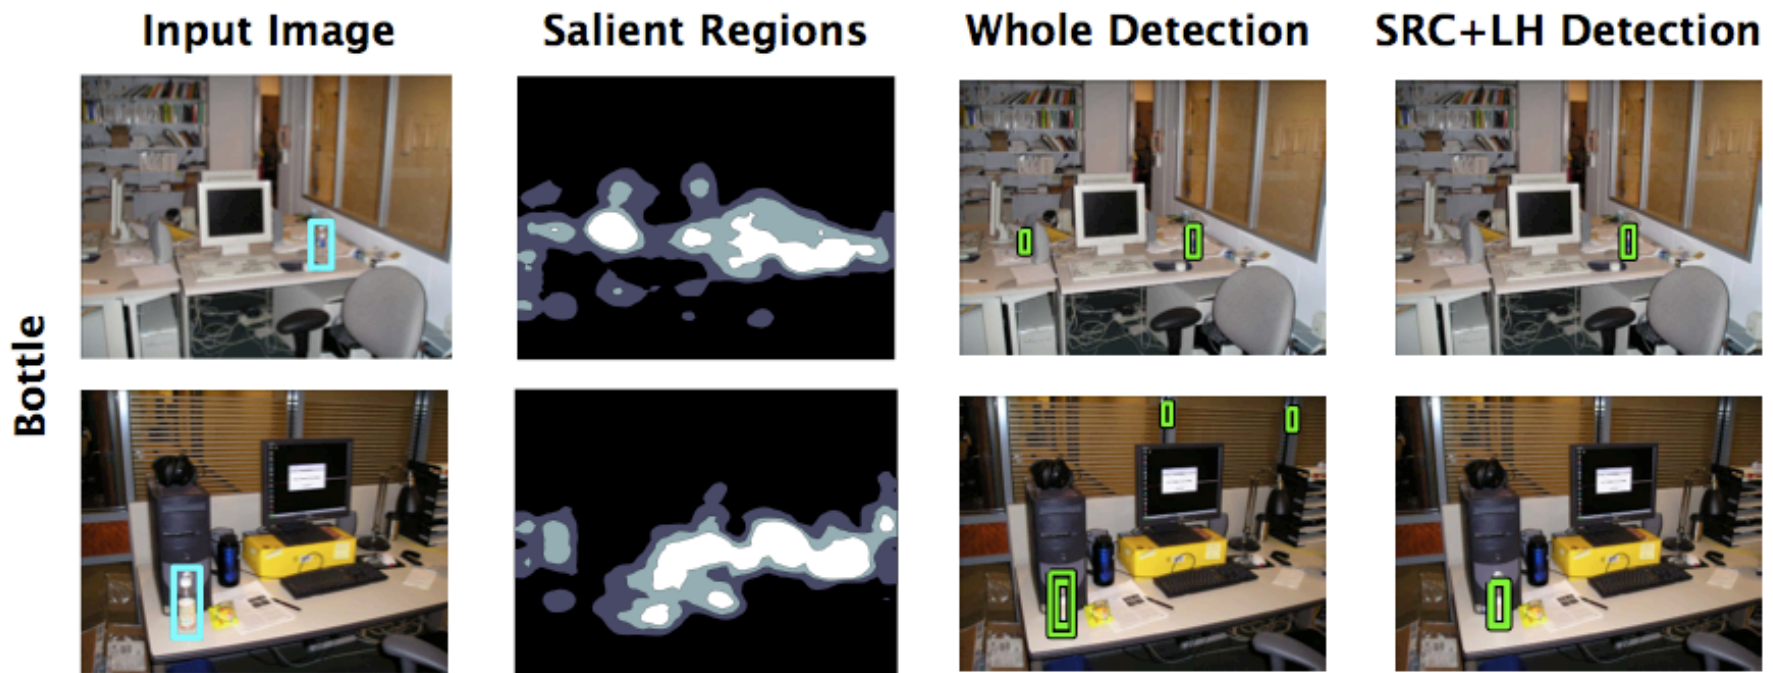 Input Image
Salient Regions
Whole Detection
SRC+LH Detection
Bottle